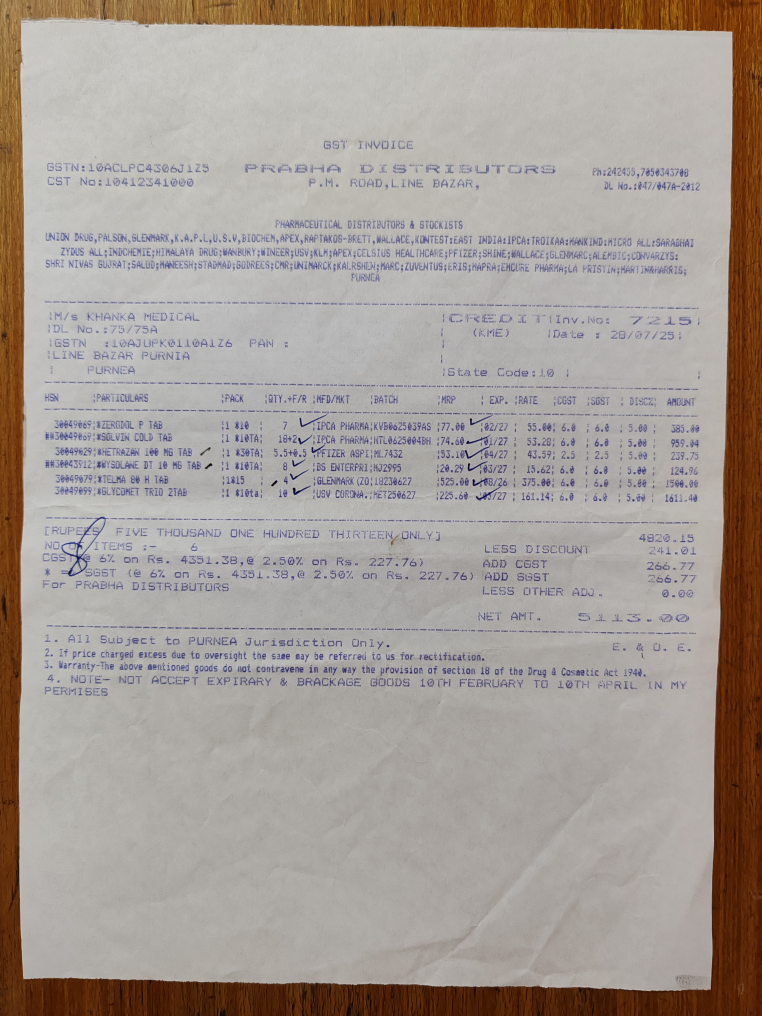 GST INVOICE
GSTN:10ACLPC4306J1Z5 PRABHA DISTRIBUTORS Ph:242455,7050343708
CST No:10412341000 P.M. ROAD,LINE BAZAR, DL No.:047/047A-2012
PHARMACEUTICAL DISTRIBUTORS & STOCKISTS
UNION DRUG,PALSON,GLENMARK,K.A.P.L,U.S.V,BIOCHEM,APEX,RAPTAKOS-BRETT,WALLACE,KONTEST:EAST INDIA:IPCA:TROIKAA:MANKIND:MICRO ALL:SARABHAI
ZYDUS ALL;INDCHEMIE;HIMALAYA DRUG;WANBURY;WINEER;USV;KLM;APEX;CELSIUS HEALTHCARE;PFIZER;SHINE;WALLACE;GLENMARC;ALEMBIC;CONVARZYS:
SHRI NIVAS GUJRAT;SALUD;MANEESH;STADMAD;GODREES;CMR;UNIMARCK;KALRSHEW;MARC;ZUVENTUS;ERIS;HAPRA;EMCURE PHARMA;LA PRISTIN;MARTIN&HARRIS;
PURNEA
|M/s KHANKA MEDICAL |CREDIT|Inv.No: 7215|
|DL No.:75/75A | (KME) |Date : 28/07/25|
|GSTN :10AJUPK0110A1Z6 PAN :
|LINE BAZAR PURNIA
| PURNEA |State Code:10 | |
HSN |PARTICULARS |PACK |QTY.+F/R |MFD/MKT |BATCH |MRP | EXP. |RATE |CGST |SGST | DISC% | AMOUNT
30049069|*ZERODOL P TAB |1 *10 | 7 |IPCA PHARMA|KVB0625039AS |77.00 |02/27 | 55.00| 6.0 | 6.0 | 5.00 | 385.00
##30049069|*SOLVIN COLD TAB |1 *10TA| 18+2 |IPCA PHARMA|HTL0625004BH |74.60 |01/27 | 53.28| 6.0 | 6.0 | 5.00 | 959.04
30049029|*HETRAZAN 100 MG TAB |1 *30TA| 5.5+0.5 |PFIZER ASPI|ML7432 |53.10 |04/27 | 43.59| 2.5 | 2.5 | 5.00 | 239.75
##30043912|*WYSOLANE DT 10 MG TAB |1 *10TA| 8 |DS ENTERPRI|HJ2995 |20.29 |03/27 | 15.62| 6.0 | 6.0 | 5.00 | 124.96
30049079|*TELMA 80 H TAB |1*15 | 4 |GLENMARK (ZO|18230627 |525.00 |08/26 | 375.00| 6.0 | 6.0 | 5.00 | 1500.00
30049099|*GLYCOMET TRIO 2TAB |1 *10ta| 10 |USV CORONA.|MET250627 |225.60 |05/27 | 161.14| 6.0 | 6.0 | 5.00 | 1611.40
[RUPEES FIVE THOUSAND ONE HUNDRED THIRTEEN ONLY] 4820.15
NO OF ITEMS :- 6 LESS DISCOUNT 241.01
CGST(@ 6% on Rs. 4351.38,@ 2.50% on Rs. 227.76) ADD CGST 266.77
* = SGST (@ 6% on Rs. 4351.38,@ 2.50% on Rs. 227.76) ADD SGST 266.77
For PRABHA DISTRIBUTORS LESS OTHER ADJ. 0.00
NET AMT. 5113.00
1. All Subject to PURNEA Jurisdiction Only. E. & O. E.
2. If price charged excess due to oversight the same may be referred to us for rectification.
3. Warranty-The above mentioned goods do not contravene in any way the provision of section 18 of the Drug & Cosmetic Act 1940.
4. NOTE- NOT ACCEPT EXPIRARY & BRACKAGE GOODS 10TH FEBRUARY TO 10TH APRIL IN MY
PERMISES